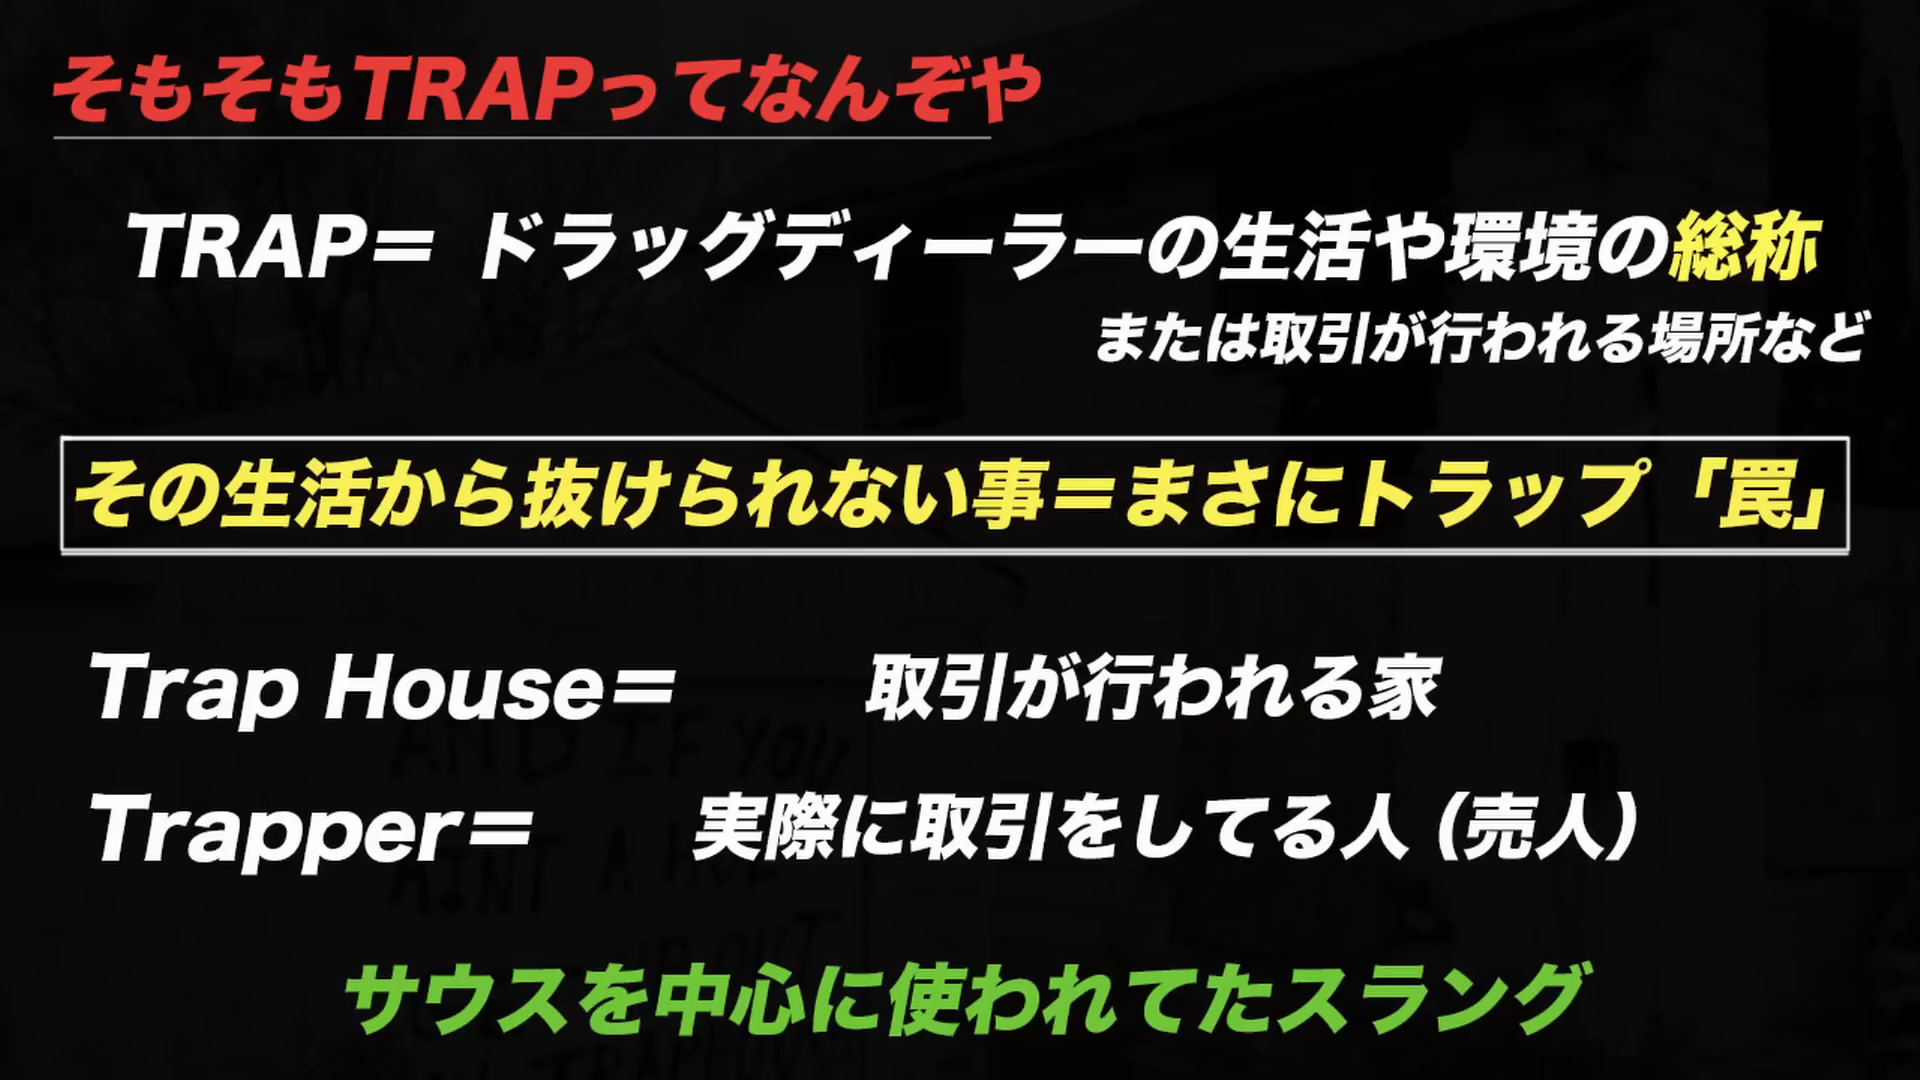 そもそもTRAPってなんぞや
TRAP= ドラッグディーラーの生活や環境の総称
または取引が行われる場所など
その生活から抜けられない事=まさにトラップ「罠」
Trap House= 取引が行われる家
AND IF YOU
Trapper= 実際に取引をしてる人（売人）
AINT A
サウスを中心に使われてたスラング